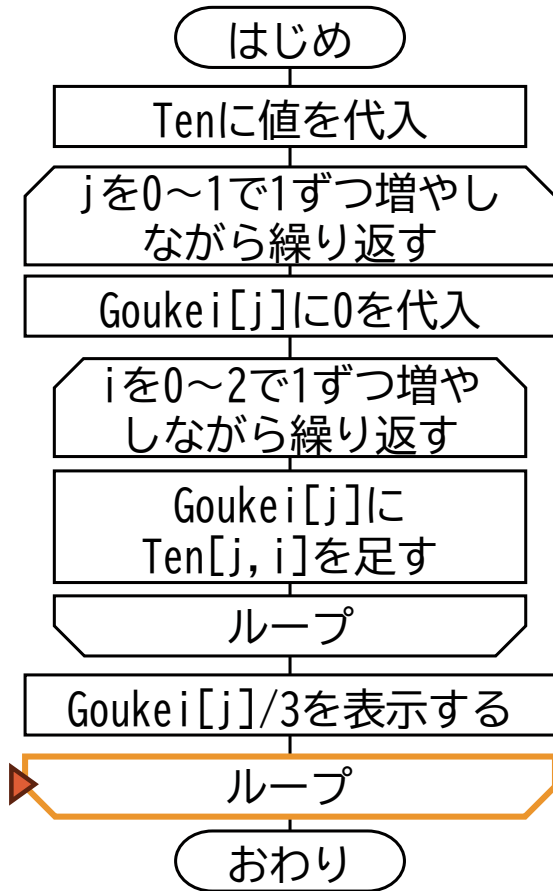 はじめ
Tenに値を代入
jを0～1で1ずつ増やし
ながら繰り返す
Goukei[j]に0を代入
iを0～2で1ずつ増や
しながら繰り返す
Goukei[j]に
Ten[j,i]を足す
ループ
Goukei[j]/3を表示する
ループ
おわり